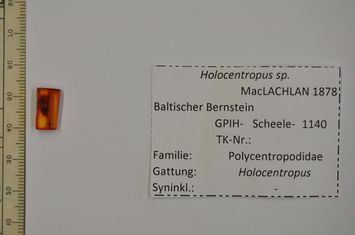 Holocentropus sp.
MacLACHLAN 1878
Baltischer Bernstein
GPIH- Scheele- 1140
TK-Nr.:
Familie: Polycentropodidae
Gattung: Holocentropus
Syninkl.: -